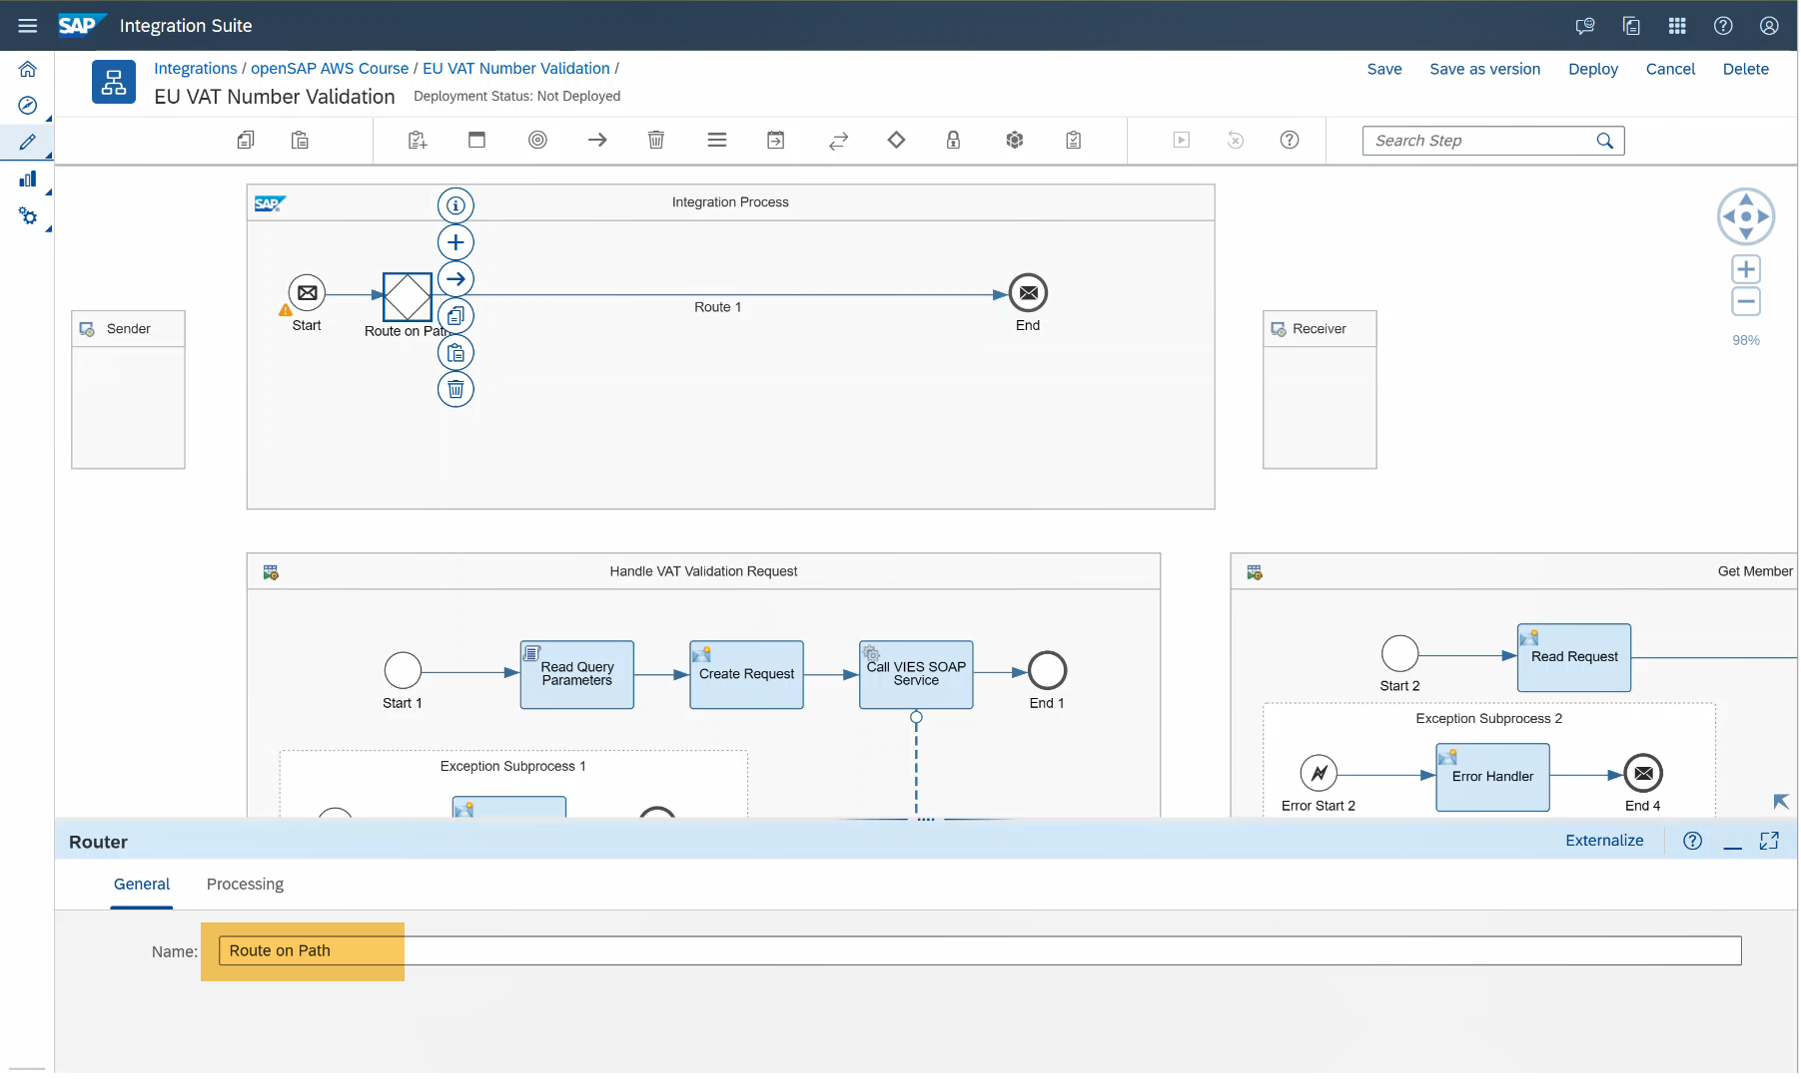 SAP Integration Suite
Integrations / openSAP AWS Course / EU VAT Number Validation /
Save
Save as version
Deploy
Cancel
Delete
EU VAT Number Validation
Deployment Status: Not Deployed
Search Step
SAP
Integration Process
Start
Route on Path
Route 1
End
Sender
Receiver
98%
Handle VAT Validation Request
Get Member
Start 1
Read Query
Parameters
Create Request
Call VIES SOAP
Service
End 1
Start 2
Read Request
Exception Subprocess 1
Exception Subprocess 2
Error Start 2
Error Handler
End 4
Router
Externalize
General
Processing
Name:
Route on Path